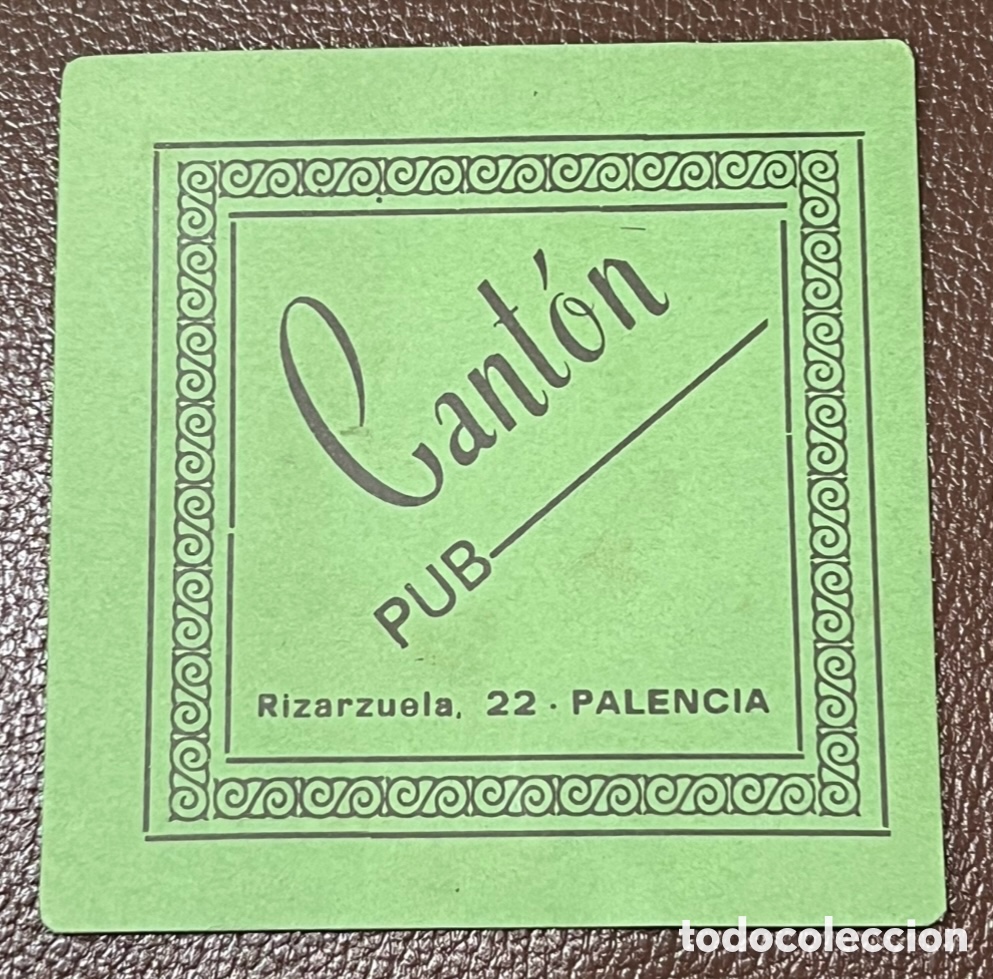 Cantón
PUB
Rizarzuela, 22 · PALENCIA
todocoleccion